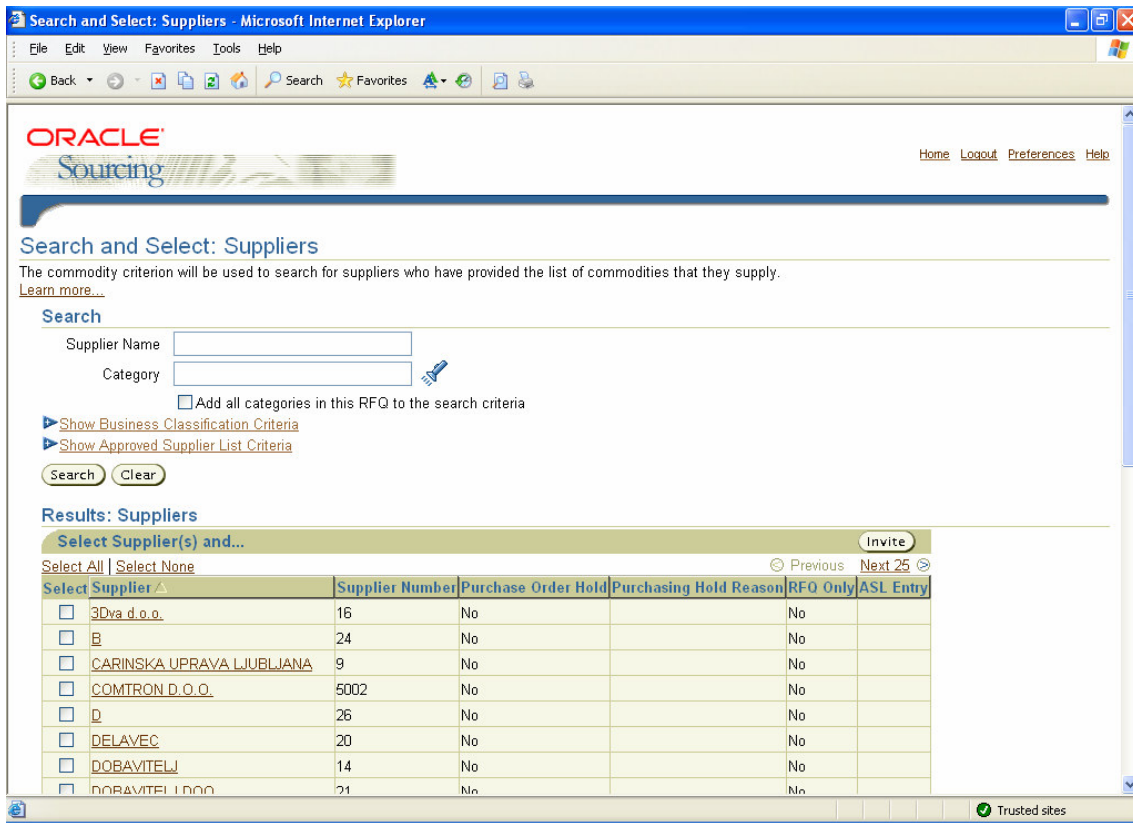 Search and Select: Suppliers - Microsoft Internet Explorer
File Edit View Favorites Tools Help
Back Search Favorites
ORACLE
Sourcing
Home Logout Preferences Help
Search and Select: Suppliers
The commodity criterion will be used to search for suppliers who have provided the list of commodities that they supply.
Learn more...
Search
Supplier Name
Category
Add all categories in this RFQ to the search criteria
Show Business Classification Criteria
Show Approved Supplier List Criteria
Search Clear
Results: Suppliers
Select Supplier(s) and... Invite
Select All | Select None Previous Next 25
Select Supplier Supplier Number Purchase Order Hold Purchasing Hold Reason RFQ Only ASL Entry
3Dva d.o.o. 16 No No
B 24 No No
CARINSKA UPRAVA LJUBLJANA 9 No No
COMTRON D.O.O. 5002 No No
D 26 No No
DELAVEC 20 No No
DOBAVITELJ 14 No No
DOBAVITELJ DOO 21 No No
Trusted sites